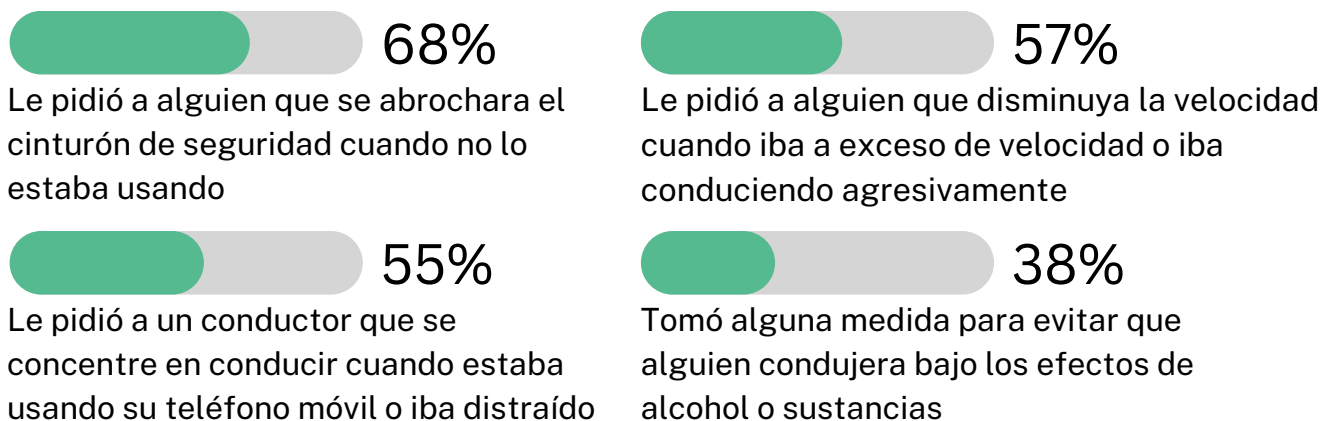 68%
Le pidió a alguien que se abrochara el
cinturón de seguridad cuando no lo
estaba usando
57%
Le pidió a alguien que disminuya la velocidad
cuando iba a exceso de velocidad o iba
conduciendo agresivamente
55%
Le pidió a un conductor que se
concentre en conducir cuando estaba
usando su teléfono móvil o iba distraído
38%
Tomó alguna medida para evitar que
alguien condujera bajo los efectos de
alcohol o sustancias